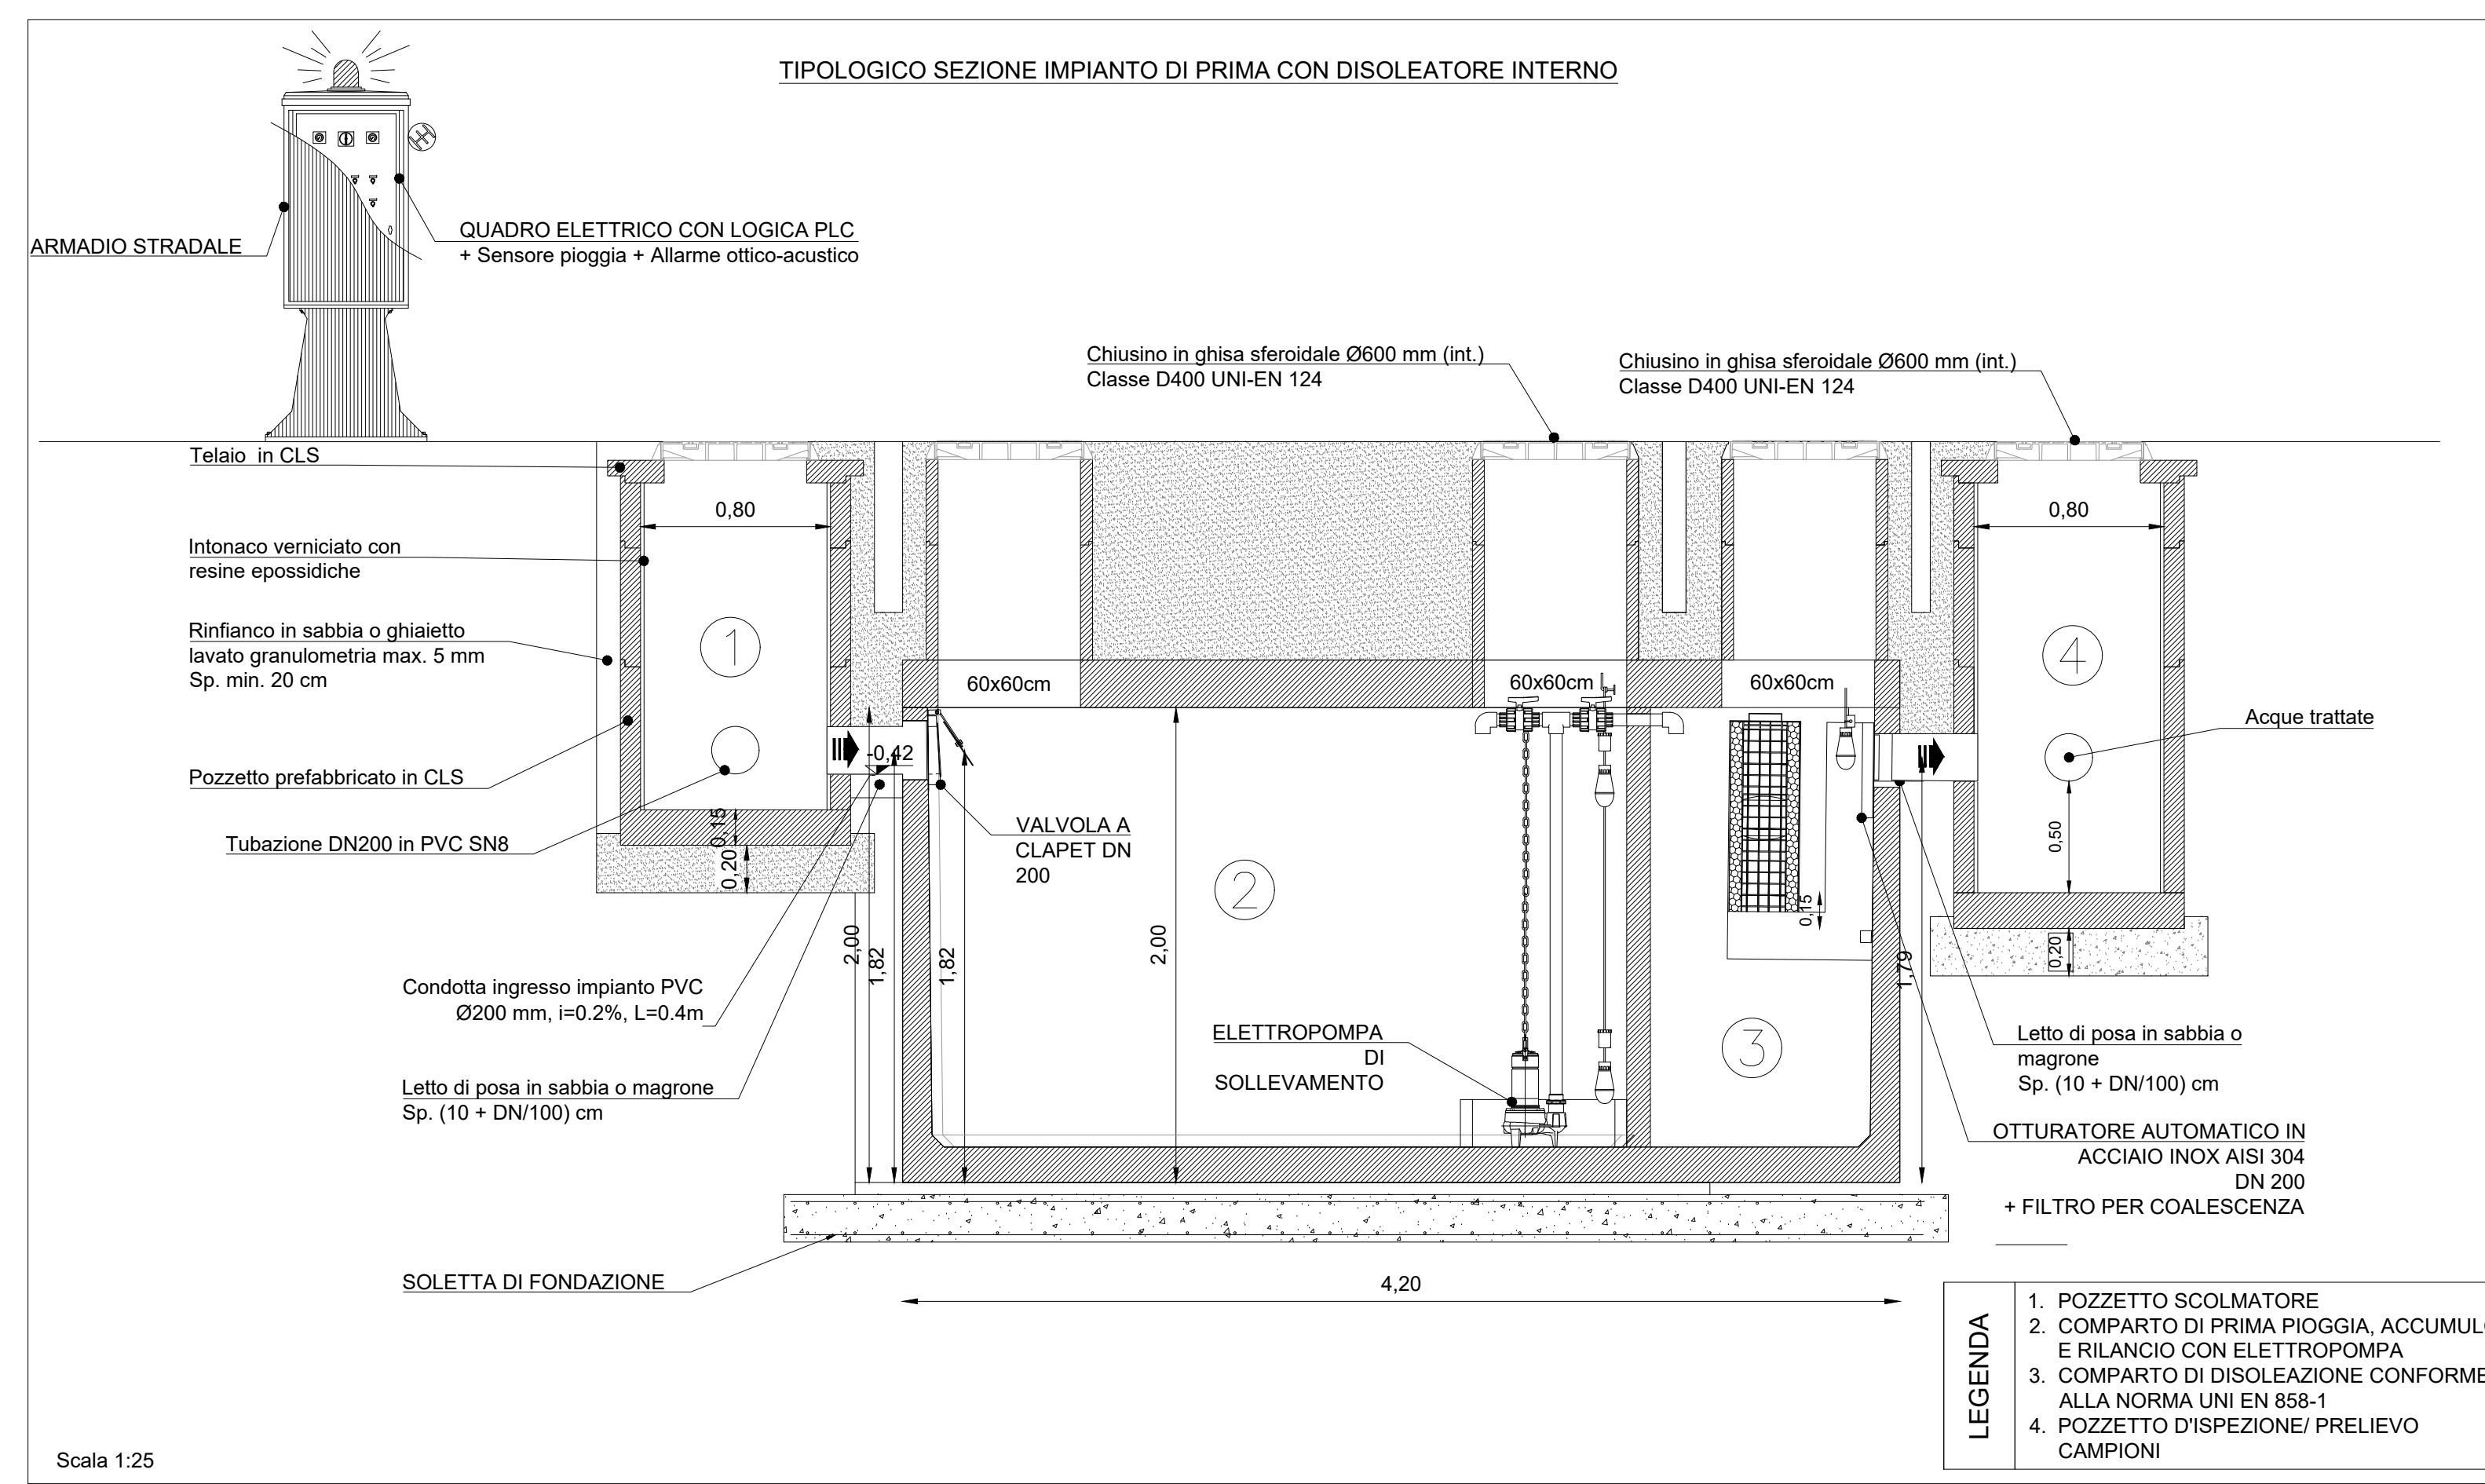 TIPOLOGICO SEZIONE IMPIANTO DI PRIMA CON DISOLEATORE INTERNO
ARMADIO STRADALE
QUADRO ELETTRICO CON LOGICA PLC
+ Sensore pioggia + Allarme ottico-acustico
Chiusino in ghisa sferoidale Ø600 mm (int.)
Classe D400 UNI-EN 124
Chiusino in ghisa sferoidale Ø600 mm (int.)
Classe D400 UNI-EN 124
Telaio in CLS
Intonaco verniciato con
resine epossidiche
Rinfianco in sabbia o ghiaietto
lavato granulometria max. 5 mm
Sp. min. 20 cm
Pozzetto prefabbricato in CLS
Tubazione DN200 in PVC SN8
0,80
1
0,15
0,20
60x60cm
60x60cm
60x60cm
-0,42
VALVOLA A
CLAPET DN
200
2
2,00
1,82
1,82
2,00
Condotta ingresso impianto PVC
Ø200 mm, i=0.2%, L=0.4m
Letto di posa in sabbia o magrone
Sp. (10 + DN/100) cm
ELETTROPOMPA
DI
SOLLEVAMENTO
3
0,15
1,79
0,80
4
Acque trattate
0,50
0,20
Letto di posa in sabbia o
magrone
Sp. (10 + DN/100) cm
OTTURATORE AUTOMATICO IN
ACCIAIO INOX AISI 304
DN 200
+ FILTRO PER COALESCENZA
SOLETTA DI FONDAZIONE
4,20
LEGENDA
1. POZZETTO SCOLMATORE
2. COMPARTO DI PRIMA PIOGGIA, ACCUMULO
E RILANCIO CON ELETTROPOMPA
3. COMPARTO DI DISOLEAZIONE CONFORME
ALLA NORMA UNI EN 858-1
4. POZZETTO D'ISPEZIONE/ PRELIEVO
CAMPIONI
Scala 1:25